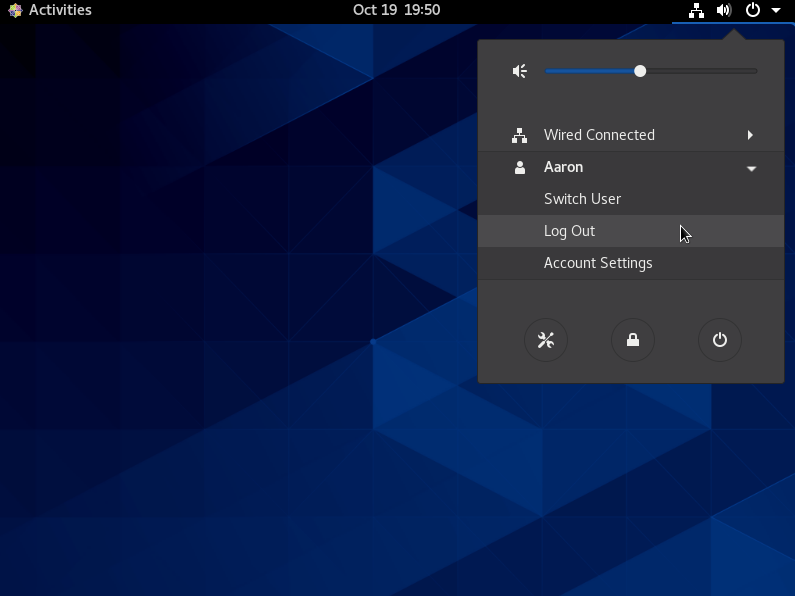 Activities
Oct 19 19:50
Wired Connected
Aaron
Switch User
Log Out
Account Settings